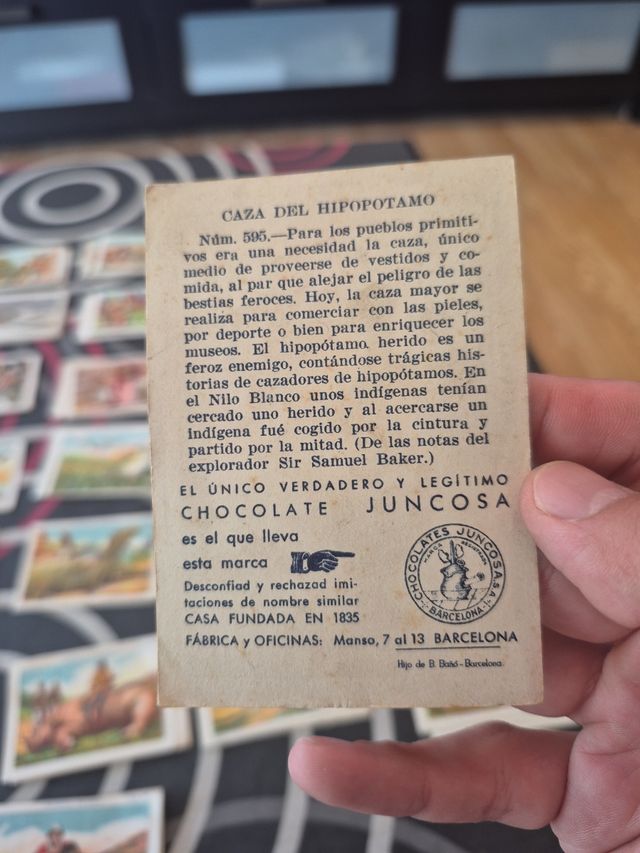 CAZA DEL HIPOPOTAMO
Núm. 595.—Para los pueblos primiti-
vos era una necesidad la caza, único
medio de proveerse de vestidos y co-
mida, al par que alejar el peligro de las
bestias feroces. Hoy, la caza mayor se
realiza para comerciar con las pieles,
por deporte o bien para enriquecer los
museos. El hipopótamo herido es un
feroz enemigo, contándose trágicas his-
torias de cazadores de hipopótamos. En
el Nilo Blanco unos indígenas tenían
cercado uno herido y al acercarse un
indígena fué cogido por la cintura y
partido por la mitad. (De las notas del
explorador Sir Samuel Baker.)
EL ÚNICO VERDADERO Y LEGÍTIMO
CHOCOLATE JUNCOSA
es el que lleva
esta marca
Desconfiad y rechazad imi-
taciones de nombre similar
CASA FUNDADA EN 1835
CHOCOLATES JUNCOSA S.A.
MARCA REGISTRADA
BARCELONA
FÁBRICA y OFICINAS: Manso, 7 al 13 BARCELONA
Hijo de B. Bañó - Barcelona.